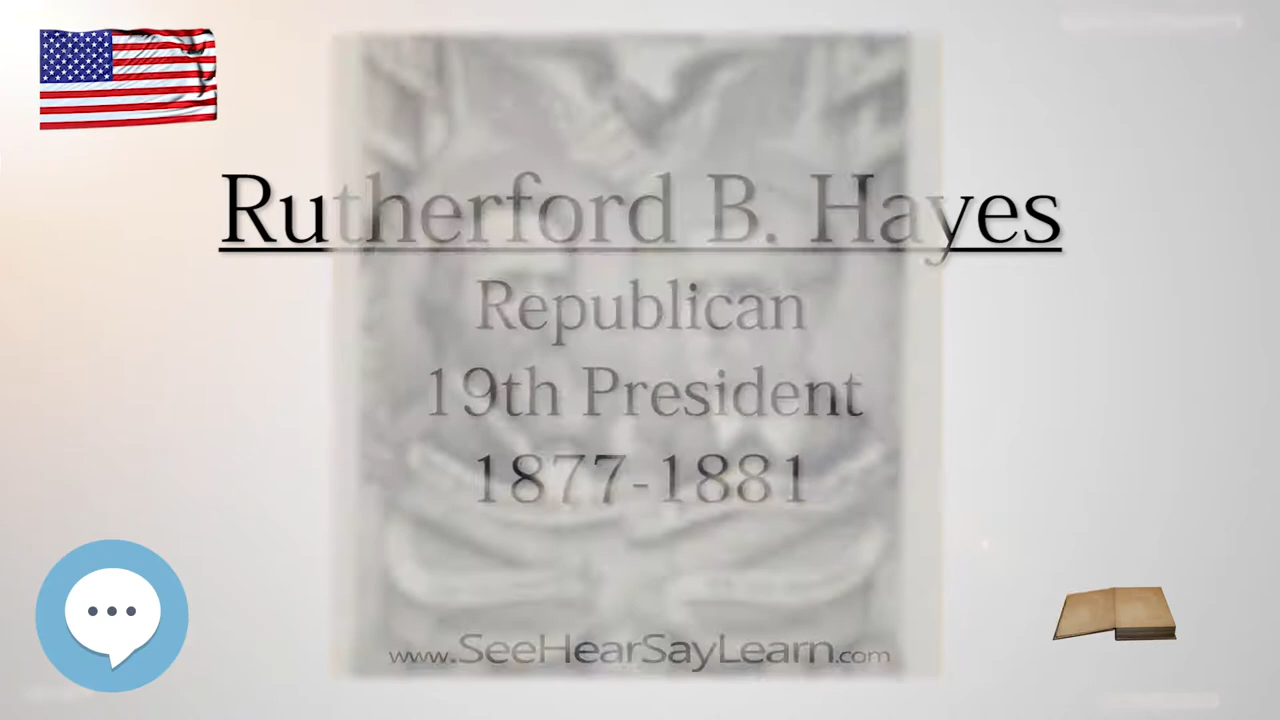 Rutherford B. Hayes
Republican
19th President
1877-1881
www.SeeHearSayLearn.com